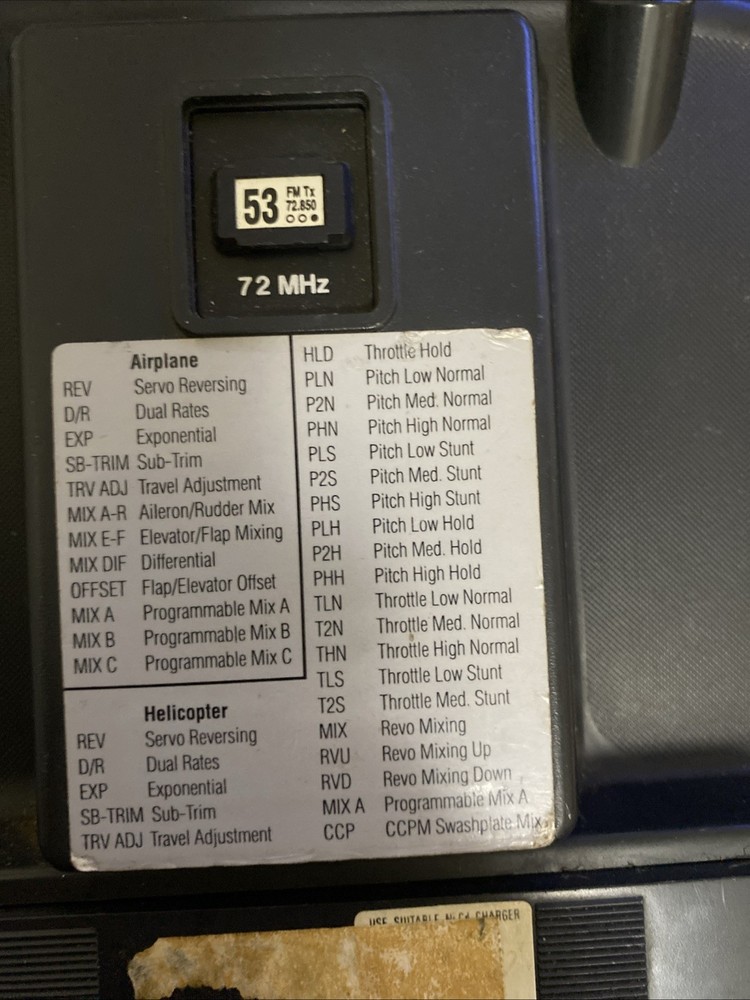 53 FM Tx
72.850
72 MHz
Airplane
REV Servo Reversing
D/R Dual Rates
EXP Exponential
SB-TRIM Sub-Trim
TRV ADJ Travel Adjustment
MIX A-R Aileron/Rudder Mix
MIX E-F Elevator/Flap Mixing
MIX DIF Differential
OFFSET Flap/Elevator Offset
MIX A Programmable Mix A
MIX B Programmable Mix B
MIX C Programmable Mix C
Helicopter
REV Servo Reversing
D/R Dual Rates
EXP Exponential
SB-TRIM Sub-Trim
TRV ADJ Travel Adjustment
HLD Throttle Hold
PLN Pitch Low Normal
P2N Pitch Med. Normal
PHN Pitch High Normal
PLS Pitch Low Stunt
P2S Pitch Med. Stunt
PHS Pitch High Stunt
PLH Pitch Low Hold
P2H Pitch Med. Hold
PHH Pitch High Hold
TLN Throttle Low Normal
T2N Throttle Med. Normal
THN Throttle High Normal
TLS Throttle Low Stunt
T2S Throttle Med. Stunt
MIX Revo Mixing
RVU Revo Mixing Up
RVD Revo Mixing Down
MIX A Programmable Mix A
CCP CCPM Swashplate Mix
USE SUITABLE Ni-Cd CHARGER